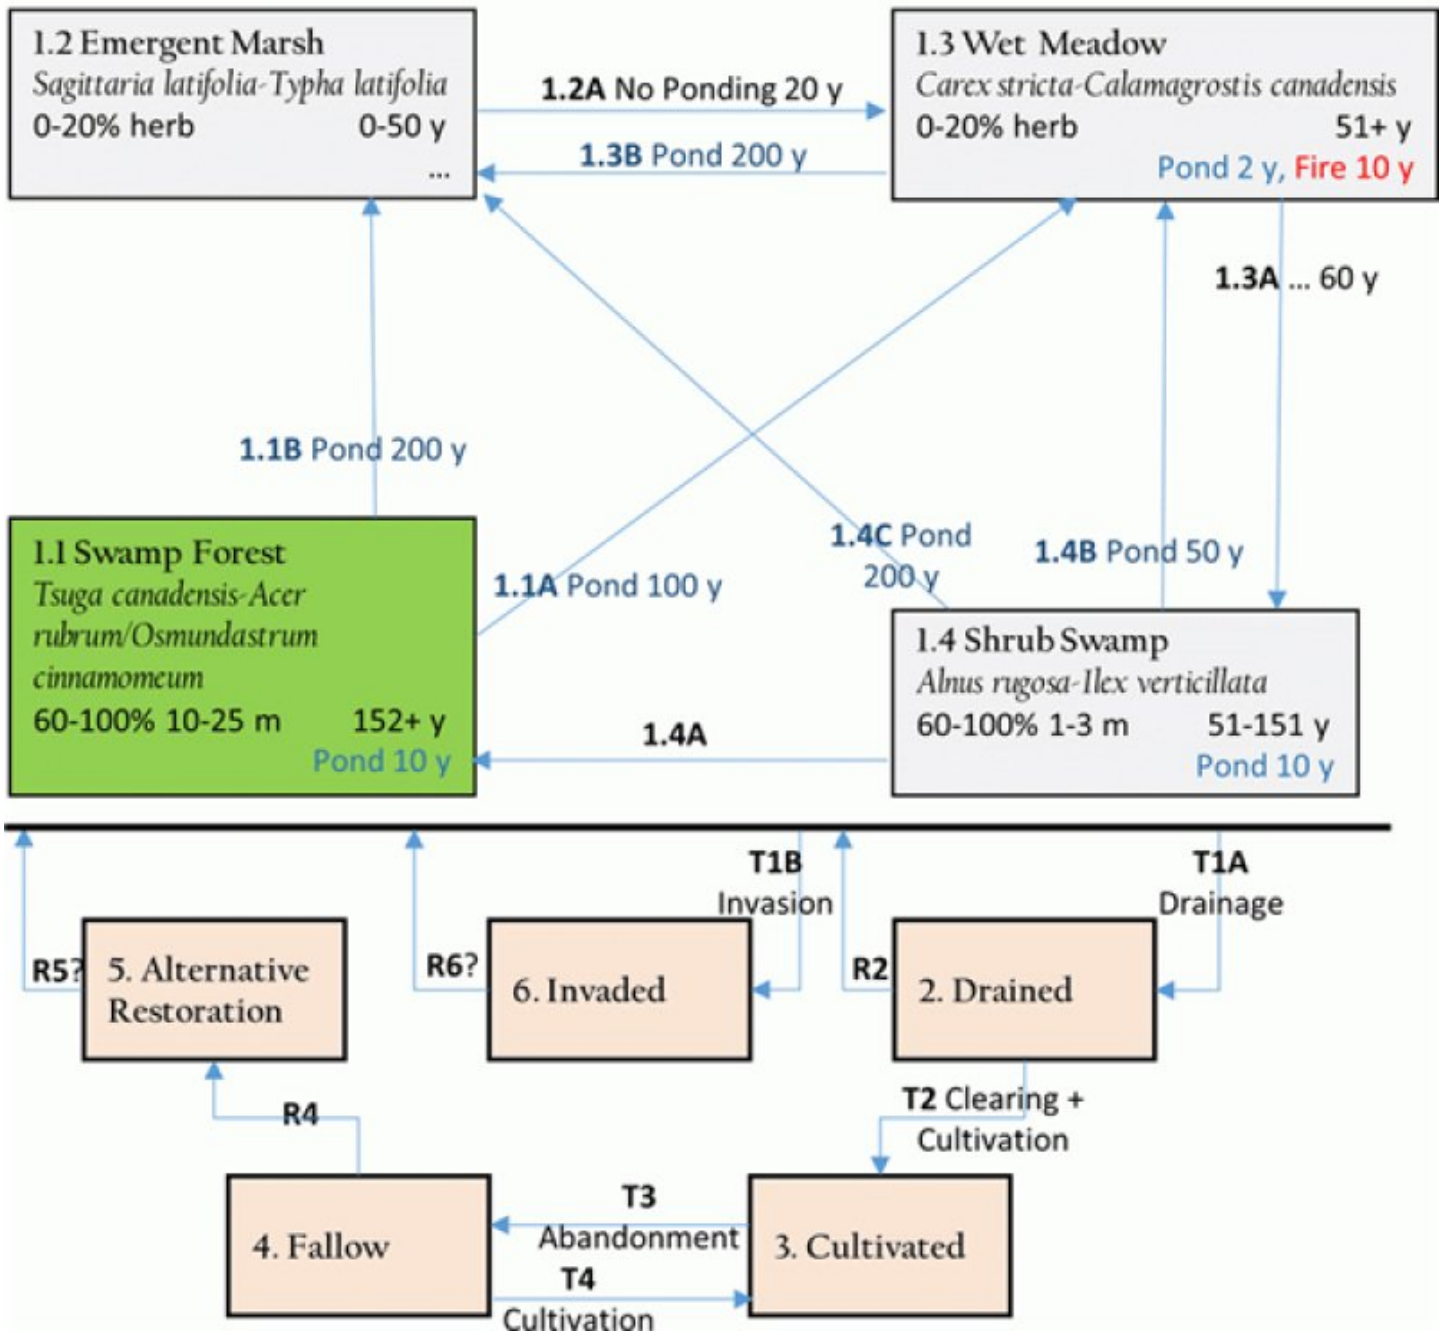 1.2 Emergent Marsh
Sagittaria latifolia-Typha latifolia
0-20% herb 0-50 y
...
1.2A No Ponding 20 y
1.3B Pond 200 y
1.3 Wet Meadow
Carex stricta-Calamagrostis canadensis
0-20% herb 51+ y
Pond 2 y, Fire 10 y
1.3A ... 60 y
1.1B Pond 200 y
1.1 Swamp Forest
Tsuga canadensis-Acer
rubrum/Osmundastrum
cinnamomeum
60-100% 10-25 m 152+ y
Pond 10 y
1.1A Pond 100 y
1.4C Pond
200 y
1.4B Pond 50 y
1.4A
1.4 Shrub Swamp
Alnus rugosa-Ilex verticillata
60-100% 1-3 m 51-151 y
Pond 10 y
T1B
Invasion
T1A
Drainage
R5?
5. Alternative
Restoration
R6?
6. Invaded
R2
2. Drained
R4
T2 Clearing +
Cultivation
4. Fallow
T3
Abandonment
T4
Cultivation
3. Cultivated